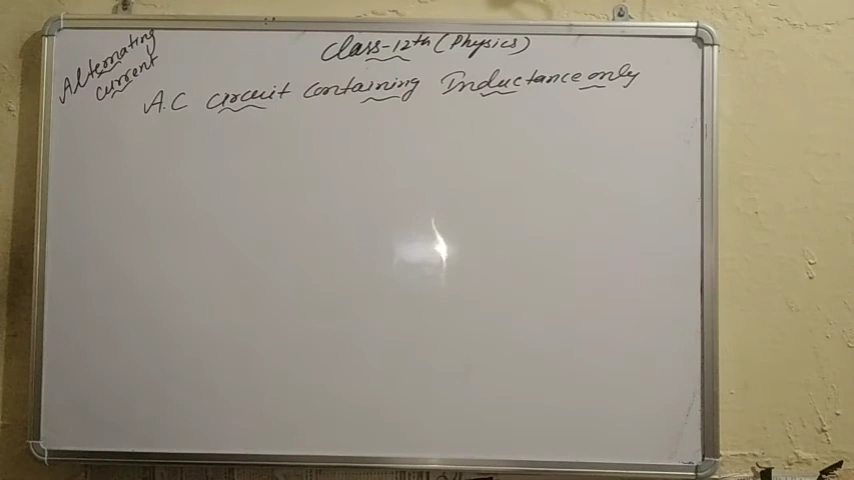 Alternating
current
Class-12th (Physics)
A.C circuit containing Inductance only